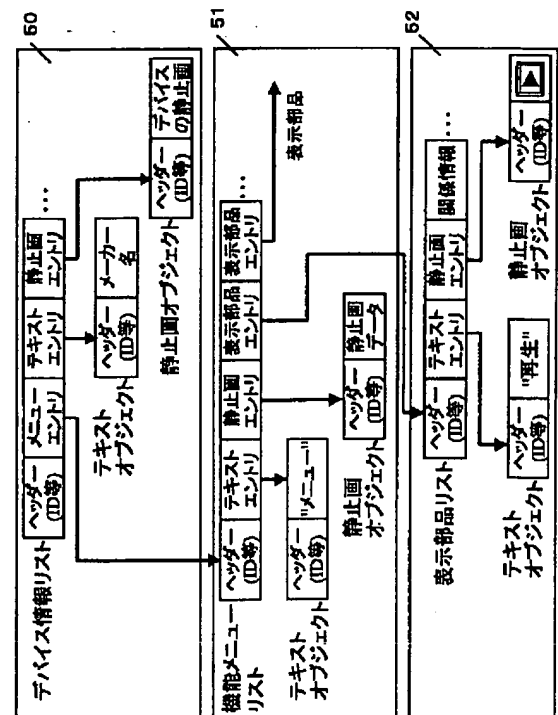 50
デバイス情報リスト
ヘッダー
(ID等)
メニュー
エントリ
テキスト
エントリ
静止画
エントリ
...
ヘッダー
(ID等)
メーカー
名
テキスト
オブジェクト
ヘッダー
(ID等)
デバイス
の静止画
静止画オブジェクト
51
機能メニュー
リスト
ヘッダー
(ID等)
テキスト
エントリ
静止画
エントリ
表示部品
エントリ
表示部品
エントリ
...
表示部品
ヘッダー
(ID等)
"メニュー"
テキスト
オブジェクト
ヘッダー
(ID等)
静止画
データ
静止画
オブジェクト
52
表示部品リスト
ヘッダー
(ID等)
テキスト
エントリ
静止画
エントリ
関係情報
...
ヘッダー
(ID等)
"再生"
テキスト
オブジェクト
ヘッダー
(ID等)
静止画
オブジェクト